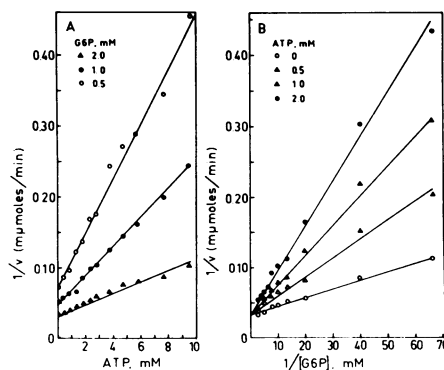 A
G6P, mM
2.0
1.0
0.5
0.40
0.30
0.20
0.10
0
1/v (mµmoles/min)
0 2 4 6 8 10
ATP, mM
B
ATP, mM
0
0.5
1.0
2.0
0.40
0.30
0.20
0.10
0
1/v (mµmoles/min)
0 10 20 30 40 50 60 70
1/[G6P], mM